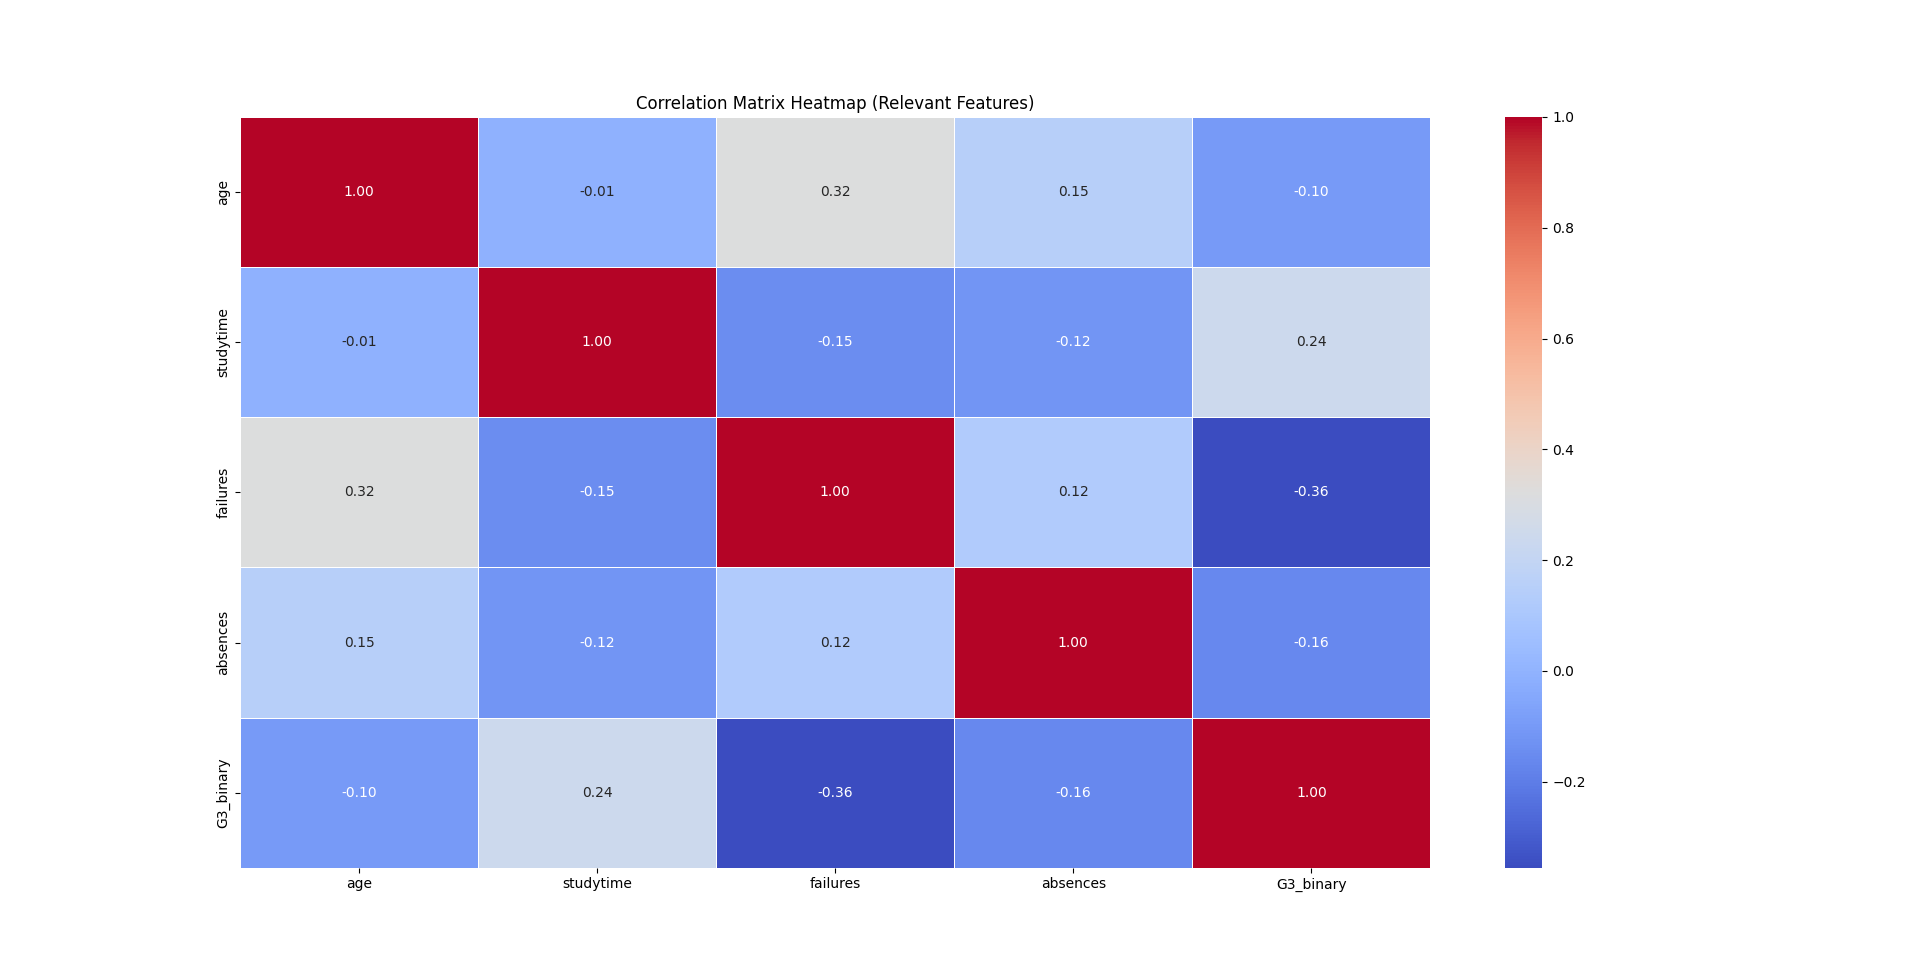 Correlation Matrix Heatmap (Relevant Features)
age 1.00 -0.01 0.32 0.15 -0.10
studytime -0.01 1.00 -0.15 -0.12 0.24
failures 0.32 -0.15 1.00 0.12 -0.36
absences 0.15 -0.12 0.12 1.00 -0.16
G3_binary -0.10 0.24 -0.36 -0.16 1.00
age studytime failures absences G3_binary
1.0
0.8
0.6
0.4
0.2
0.0
−0.2